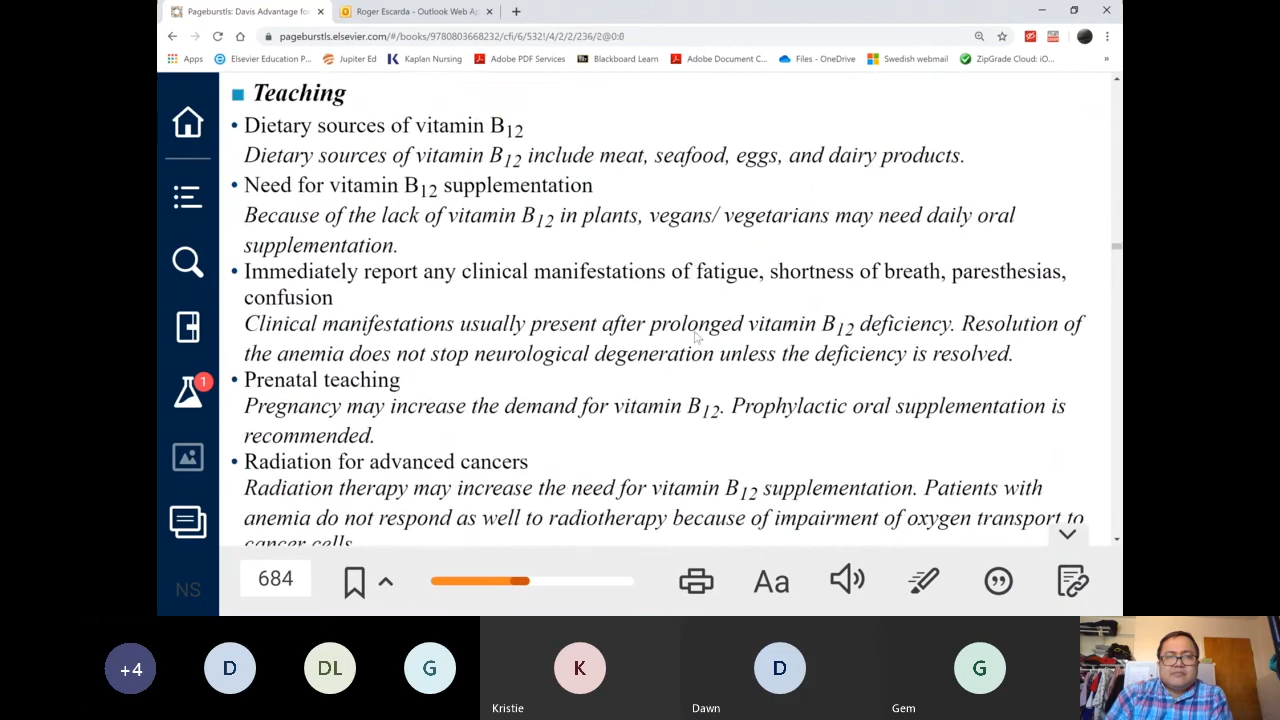 Pageburstls: Davis Advantage for
Roger Escarda - Outlook Web Ap
pageburstls.elsevier.com/#/books/9780803668232/cfi/6/532!/4/2/2/236/2@0:0
Apps
Elsevier Education P...
Jupiter Ed
Kaplan Nursing
Adobe PDF Services
Blackboard Learn
Adobe Document C...
Files - OneDrive
Swedish webmail
ZipGrade Cloud: iO...
»
Teaching
• Dietary sources of vitamin B12
Dietary sources of vitamin B12 include meat, seafood, eggs, and dairy products.
• Need for vitamin B12 supplementation
Because of the lack of vitamin B12 in plants, vegans/ vegetarians may need daily oral
supplementation.
• Immediately report any clinical manifestations of fatigue, shortness of breath, paresthesias,
confusion
Clinical manifestations usually present after prolonged vitamin B12 deficiency. Resolution of
the anemia does not stop neurological degeneration unless the deficiency is resolved.
• Prenatal teaching
Pregnancy may increase the demand for vitamin B12. Prophylactic oral supplementation is
recommended.
• Radiation for advanced cancers
Radiation therapy may increase the need for vitamin B12 supplementation. Patients with
anemia do not respond as well to radiotherapy because of impairment of oxygen transport to
cancer cells.
1
NS
684
Aa
+4
D
DL
G
K
D
G
Kristie
Dawn
Gem